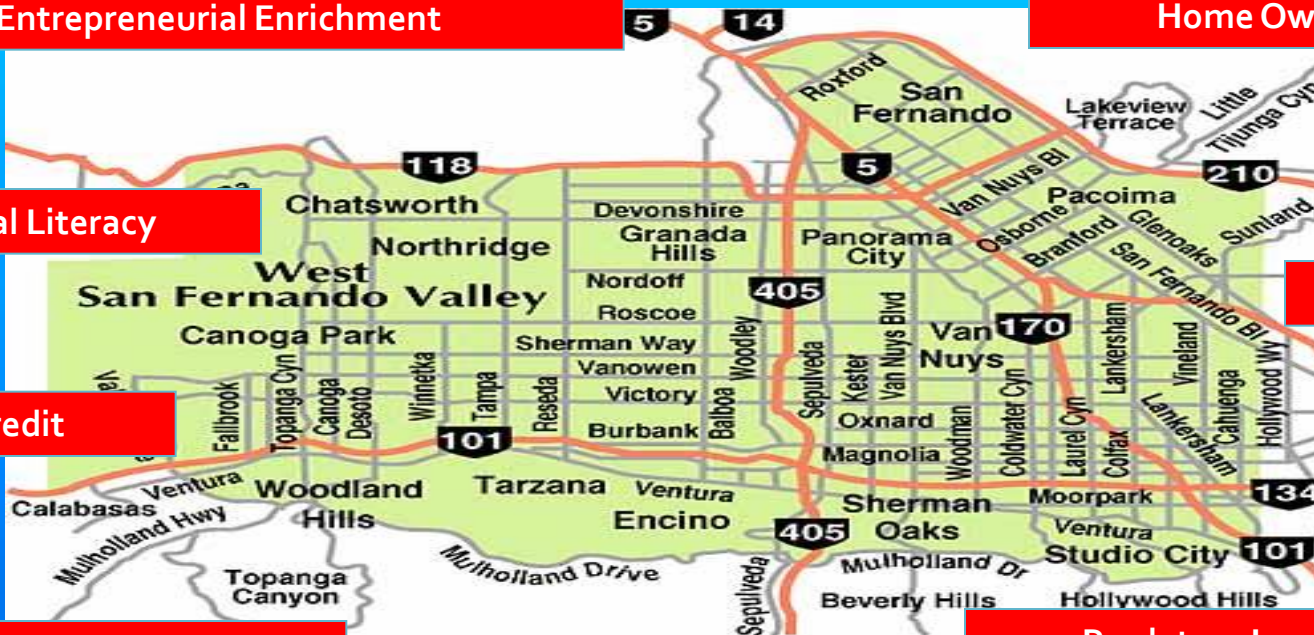 Entrepreneurial Enrichment
5
14
Home Ow
Roxford
San
Fernando
Lakeview
Terrace
Little
Tijunga Cyn
118
5
210
Van Nuys Bl
Pacoima
al Literacy
Chatsworth
Devonshire
Osborne
Glenoaks
Sunland
Northridge
Granada
Hills
Panorama
City
Branford
San Fernando Bl
West
San Fernando Valley
Nordoff
405
Roscoe
Canoga Park
Sherman Way
Woodley
Van Nuys Blvd
Van
Nuys
170
Lankersham
Vineland
Vanowen
Sepulveda
Kester
Victory
redit
Fallbrook
Topanga Cyn
Canoga
Desoto
Winnetka
Tampa
Reseda
Balboa
Burbank
101
Oxnard
Magnolia
Woodman
Coldwater Cyn
Laurel Cyn
Colfax
Lankersham
Cahuenga
Hollywood Wy
Ventura
Woodland
Hills
Tarzana
Ventura
Encino
Sherman
Oaks
Moorpark
134
Calabasas
Mulholland Hwy
405
Ventura
Studio City
101
Topanga
Canyon
Mulholland Drive
Sepulveda
Mulholland Dr
Beverly Hills
Hollywood Hills